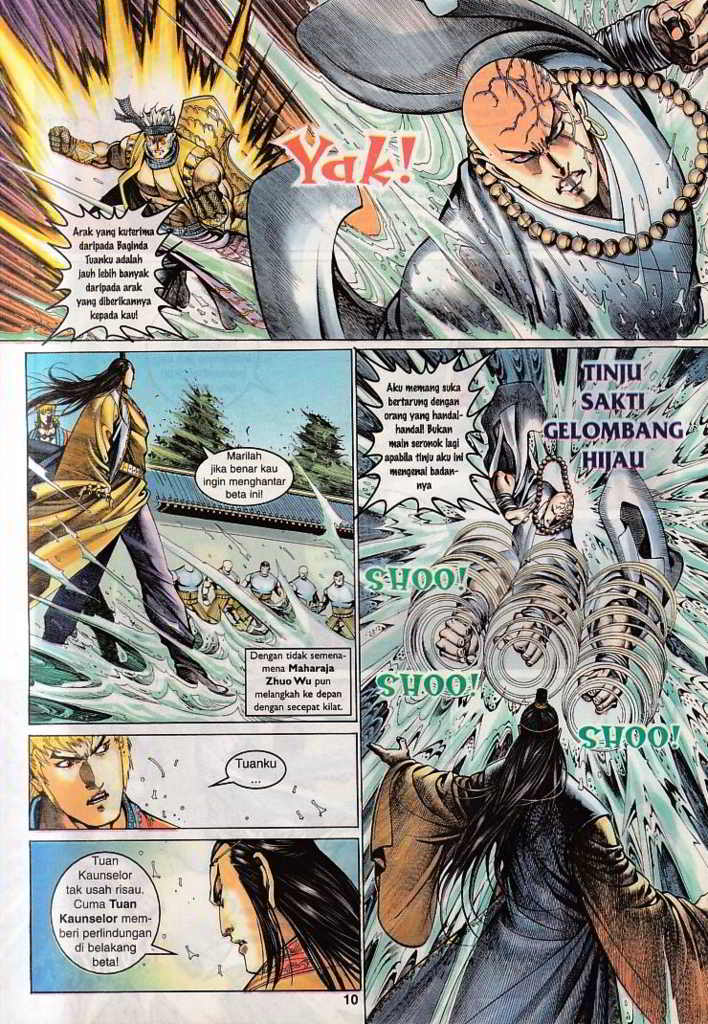 Yak!
Arak yang kuterima
daripada Baginda
Tuanku adalah
jauh lebih banyak
daripada arak
yang diberikannya
kepada kau!
Marilah
jika benar kau
ingin menghantar
beta ini!
Dengan tidak semena-
mena Maharaja
Zhuo Wu pun
melangkah ke depan
dengan secepat kilat.
Tuanku
...
Tuan
Kaunselor
tak usah risau.
Cuma Tuan
Kaunselor mem-
beri perlindungan
di belakang
beta!
Aku memang suka
bertarung dengan
orang yang handal-
handal! Bukan
main seronok lagi
apabila tinju aku ini
mengenai badan-
nya
TINJU
SAKTI
GELOMBANG
HIJAU
SHOO!
SHOO!
SHOO!
10